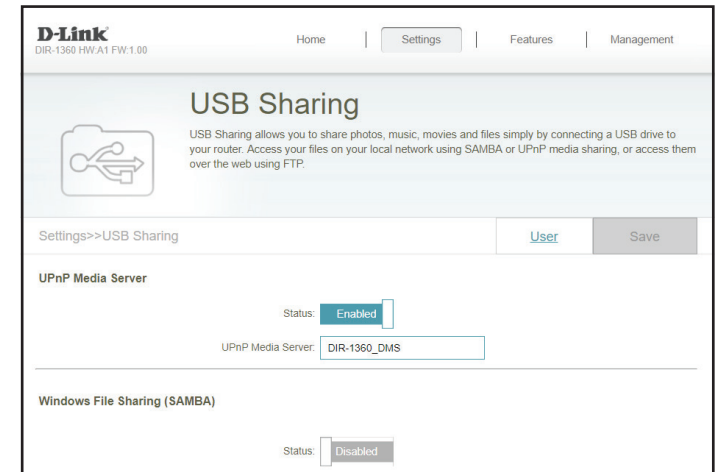 D-Link
DIR-1360 HW:A1 FW:1.00
Home | Settings | Features | Management
USB Sharing
USB Sharing allows you to share photos, music, movies and files simply by connecting a USB drive to
your router. Access your files on your local network using SAMBA or UPnP media sharing, or access them
over the web using FTP.
Settings>>USB Sharing User Save
UPnP Media Server
Status: Enabled
UPnP Media Server: DIR-1360_DMS
Windows File Sharing (SAMBA)
Status: Disabled